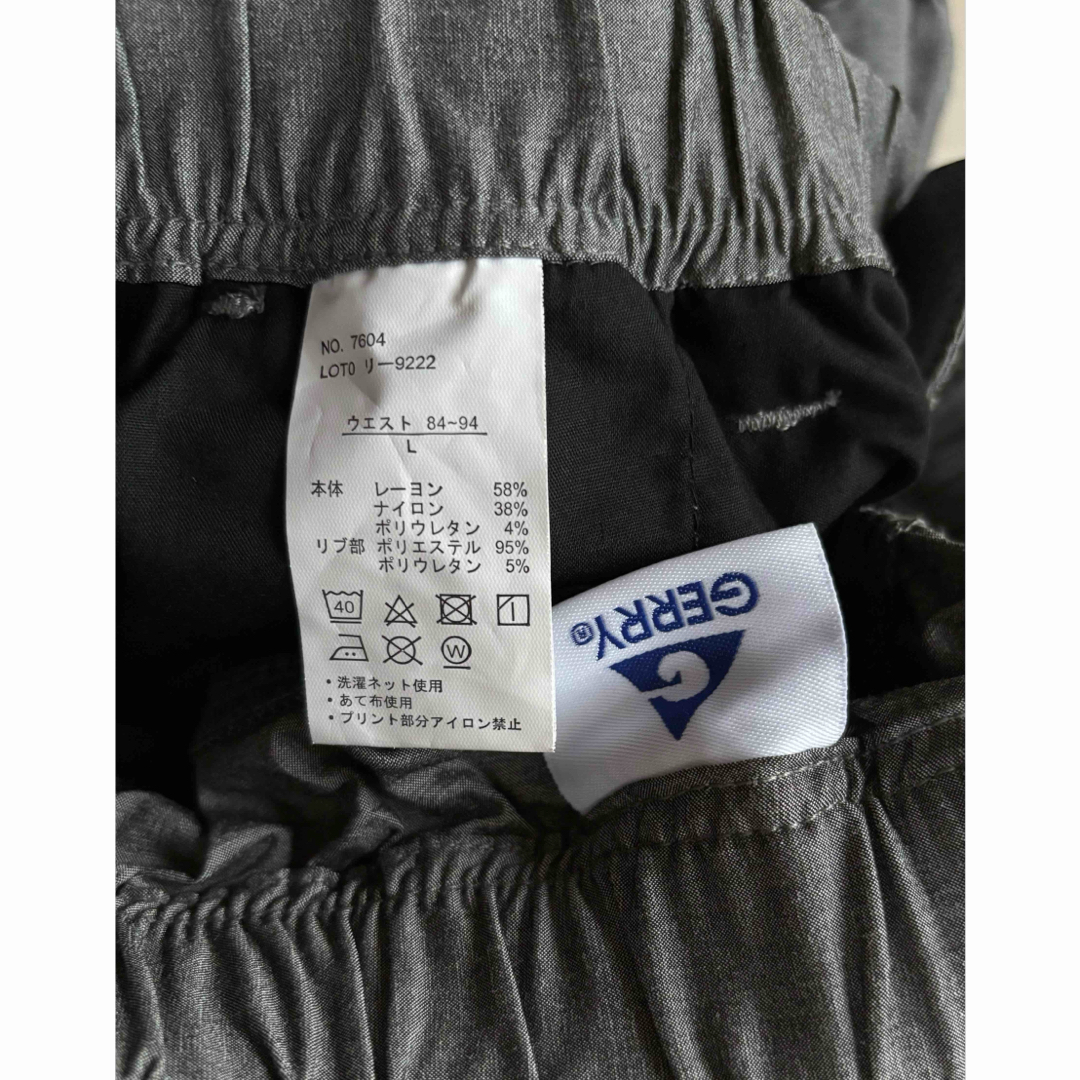 NO. 7604
LOTO リー9222
ウエスト 84~94
L
本体 レーヨン 58%
ナイロン 38%
ポリウレタン 4%
リブ部 ポリエステル 95%
ポリウレタン 5%
40
W
・洗濯ネット使用
・あて布使用
・プリント部分アイロン禁止
GERRY®
G